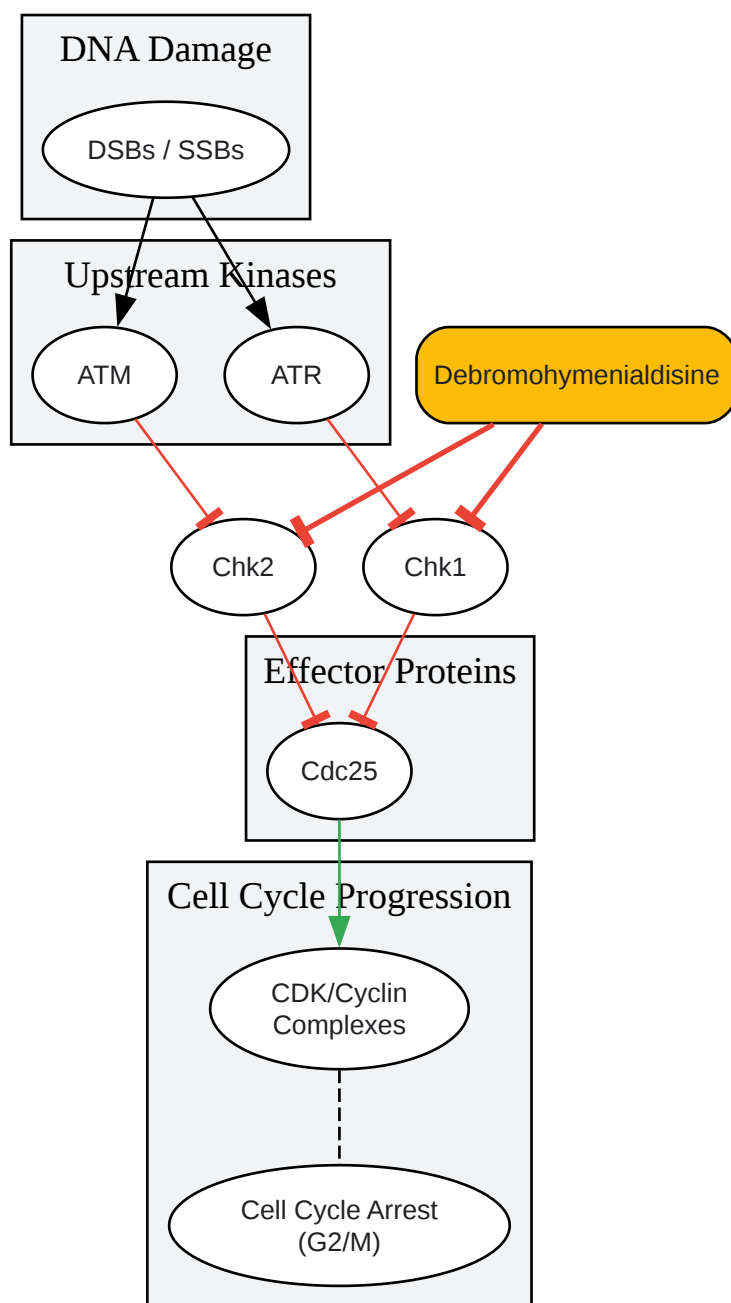 DNA Damage
DSBs / SSBs
Upstream Kinases
ATM
ATR
Debromohymenialdisine
Chk2
Chk1
Effector Proteins
Cdc25
Cell Cycle Progression
CDK/Cyclin
Complexes
Cell Cycle Arrest
(G2/M)